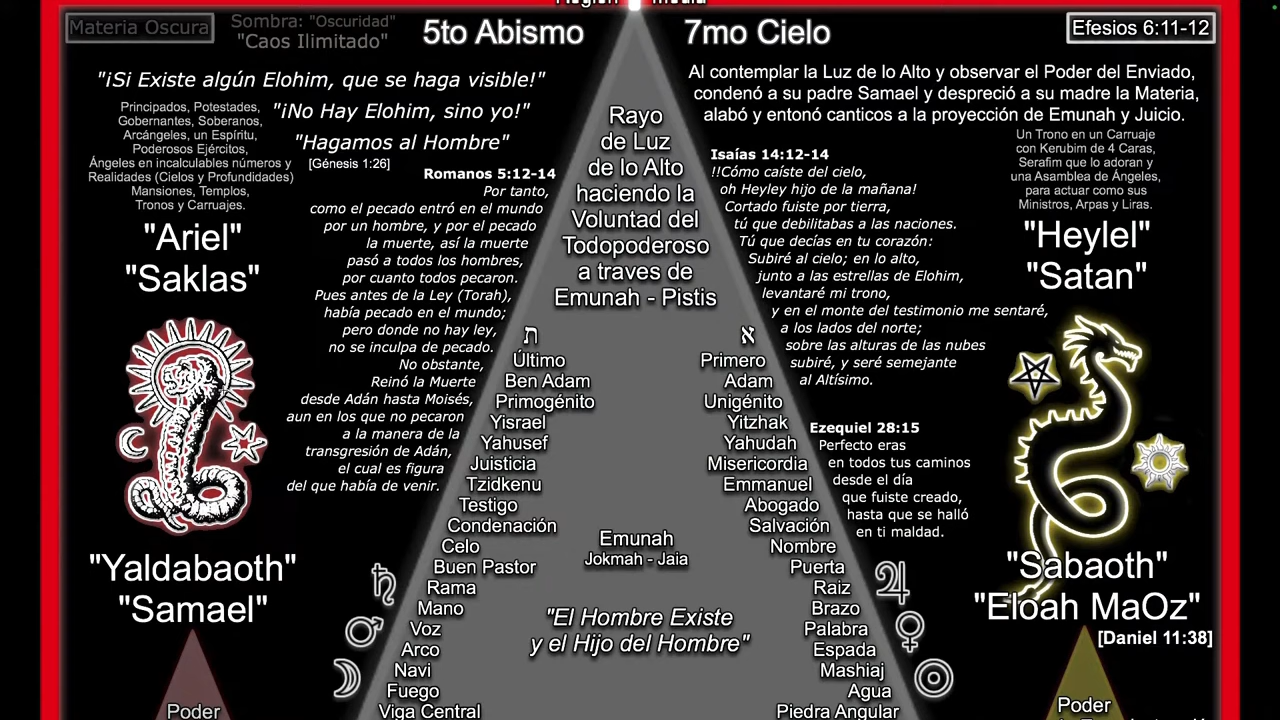 Región Media
Materia Oscura
Sombra: "Oscuridad"
"Caos Ilimitado"
5to Abismo
7mo Cielo
Efesios 6:11-12
"¡Si Existe algún Elohim, que se haga visible!"
"¡No Hay Elohim, sino yo!"
"Hagamos al Hombre"
[Génesis 1:26]
Principados, Potestades,
Gobernantes, Soberanos,
Arcángeles, un Espíritu,
Poderosos Ejércitos,
Ángeles en incalculables números y
Realidades (Cielos y Profundidades)
Mansiones, Templos,
Tronos y Carruajes.
"Ariel"
"Saklas"
Romanos 5:12-14
Por tanto,
como el pecado entró en el mundo
por un hombre, y por el pecado
la muerte, así la muerte
pasó a todos los hombres,
por cuanto todos pecaron.
Pues antes de la Ley (Torah),
había pecado en el mundo;
pero donde no hay ley,
no se inculpa de pecado.
No obstante,
Reinó la Muerte
desde Adán hasta Moisés,
aun en los que no pecaron
a la manera de la
transgresión de Adán,
el cual es figura
del que había de venir.
"Yaldabaoth"
"Samael"
Poder
Rayo
de Luz
de lo Alto
haciendo la
Voluntad del
Todopoderoso
a traves de
Emunah - Pistis
ת
Último
Ben Adam
Primogénito
Yisrael
Yahusef
Juisticia
Tzidkenu
Testigo
Condenación
Celo
Buen Pastor
Rama
Mano
Voz
Arco
Navi
Fuego
Viga Central
א
Primero
Adam
Unigénito
Yitzhak
Yahudah
Misericordia
Emmanuel
Abogado
Salvación
Nombre
Puerta
Raiz
Brazo
Palabra
Espada
Mashiaj
Agua
Piedra Angular
Emunah
Jokmah - Jaia
"El Hombre Existe
y el Hijo del Hombre"
Al contemplar la Luz de lo Alto y observar el Poder del Enviado,
condenó a su padre Samael y despreció a su madre la Materia,
alabó y entonó canticos a la proyección de Emunah y Juicio.
Isaías 14:12-14
!!Cómo caíste del cielo,
oh Heyley hijo de la mañana!
Cortado fuiste por tierra,
tú que debilitabas a las naciones.
Tú que decías en tu corazón:
Subiré al cielo; en lo alto,
junto a las estrellas de Elohim,
levantaré mi trono,
y en el monte del testimonio me sentaré,
a los lados del norte;
sobre las alturas de las nubes
subiré, y seré semejante
al Altísimo.
Ezequiel 28:15
Perfecto eras
en todos tus caminos
desde el día
que fuiste creado,
hasta que se halló
en ti maldad.
Un Trono en un Carruaje
con Kerubim de 4 Caras,
Serafim que lo adoran y
una Asamblea de Ángeles,
para actuar como sus
Ministros, Arpas y Liras.
"Heylel"
"Satan"
"Sabaoth"
"Eloah MaOz"
[Daniel 11:38]
Poder